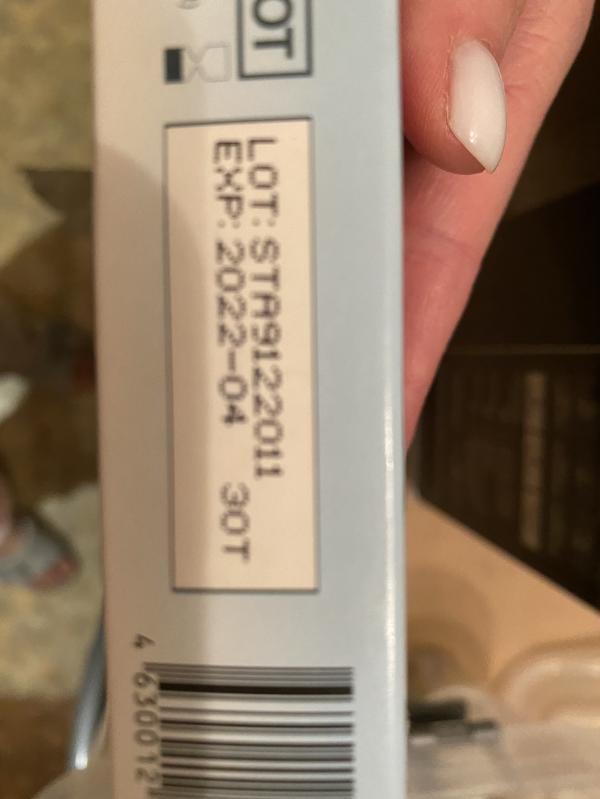 LOT
LOT: STA9122011
EXP: 2022-04 30T
4 630012